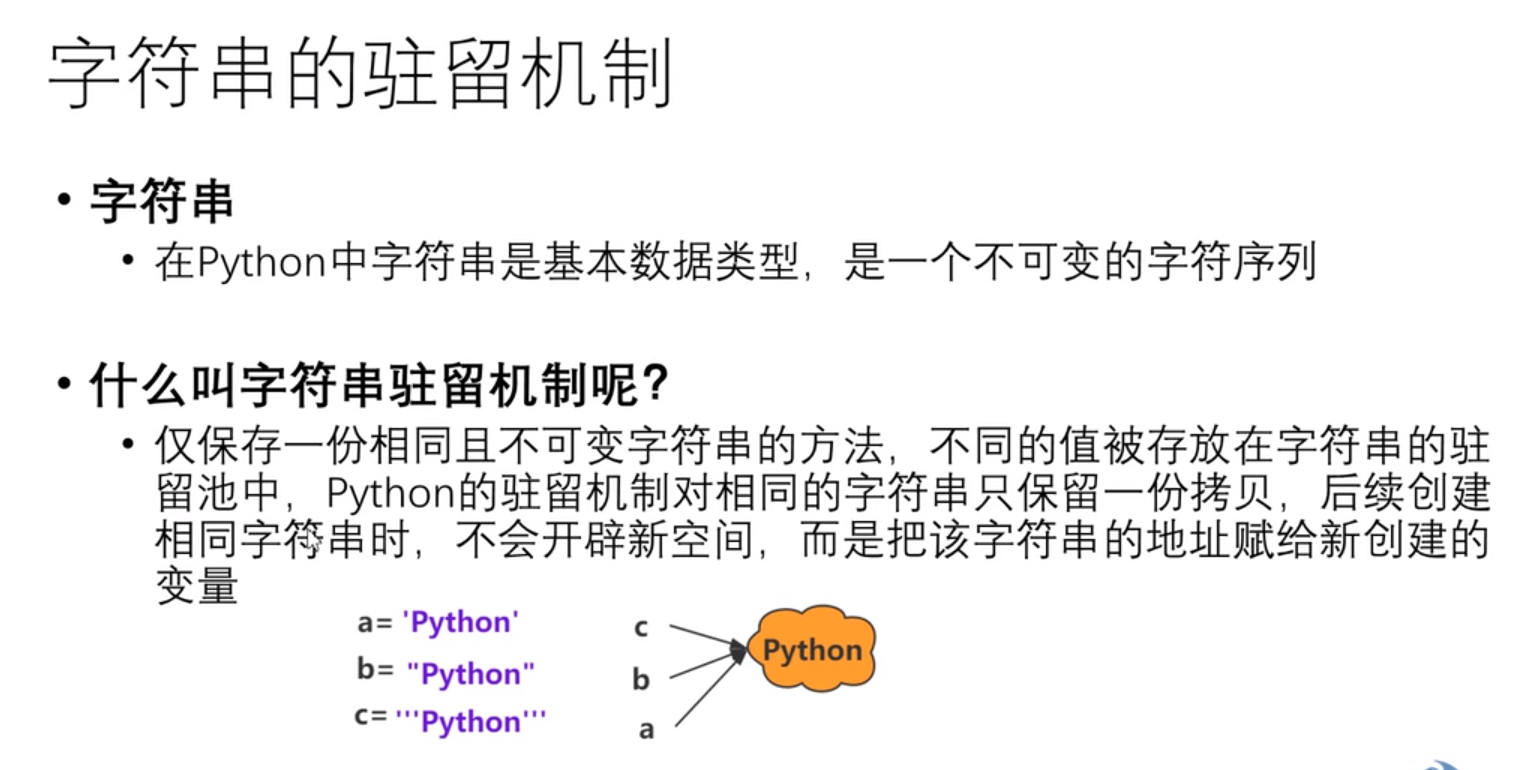 字符串的驻留机制
• 字符串
• 在Python中字符串是基本数据类型，是一个不可变的字符序列
• 什么叫字符串驻留机制呢？
• 仅保存一份相同且不可变字符串的方法，不同的值被存放在字符串的驻
留池中，Python的驻留机制对相同的字符串只保留一份拷贝，后续创建
相同字符串时，不会开辟新空间，而是把该字符串的地址赋给新创建的
变量
a= 'Python'
b= "Python"
c= '''Python'''
c
b
a
Python